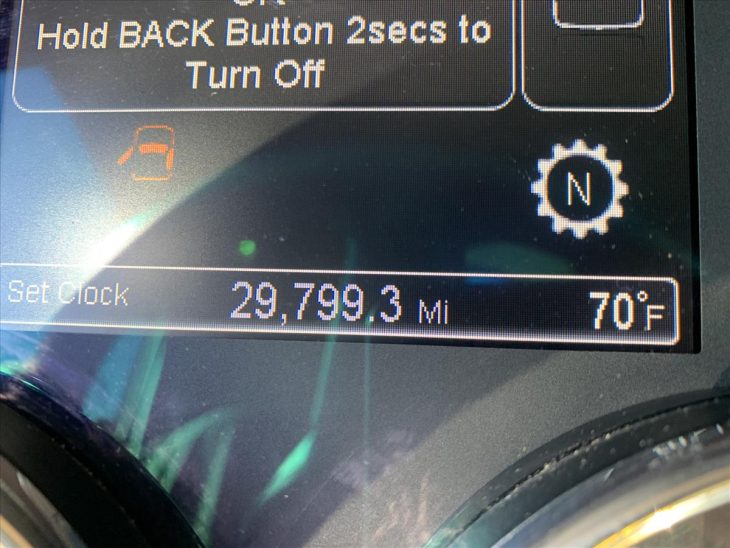 Hold BACK Button 2secs to
Turn Off
N
Set Clock 29,799.3 Mi 70°F